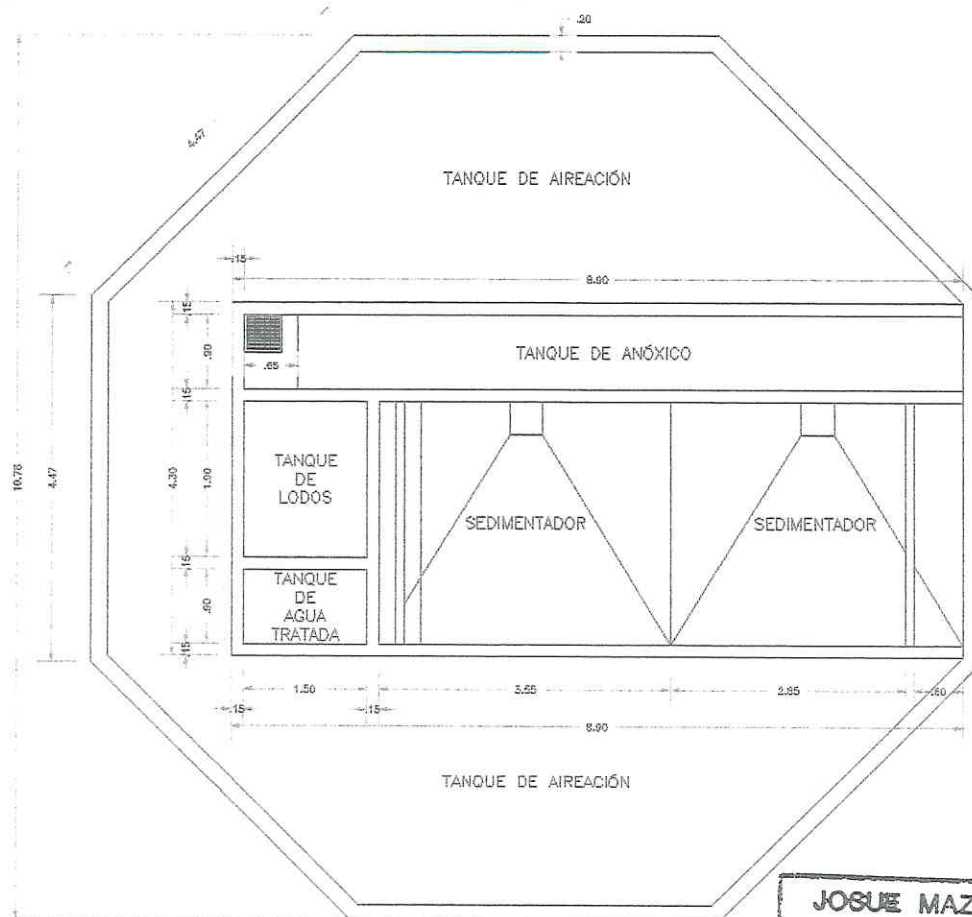 .20
4.47
TANQUE DE AIREACIÓN
.15
8.90
.15
.90
.65
TANQUE DE ANÓXICO
.15
10.78
4.47
4.30
1.90
TANQUE
DE
LODOS
SEDIMENTADOR
SEDIMENTADOR
.15
TANQUE
DE
AGUA
TRATADA
.90
.15
1.50
3.55
2.85
.60
.15
.15
8.90
TANQUE DE AIREACIÓN
JOSUE MAZ